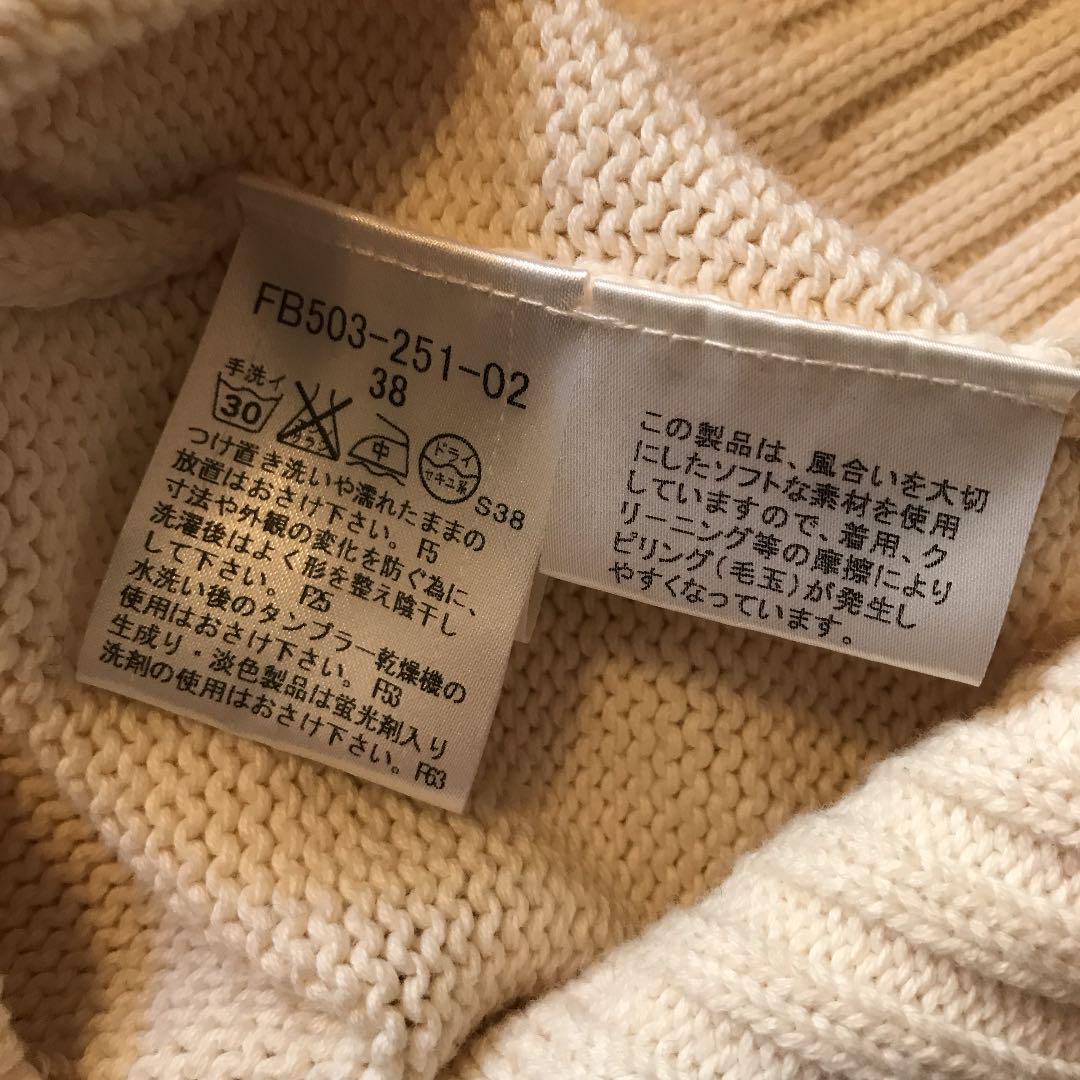 FB503-251-02
38
手洗イ
30
エンソサラシ
中
ドライ
セキユ系
S38
つけ置き洗いや濡れたままの
放置はおさけ下さい。 F5
寸法や外観の変化を防ぐ為に、
洗濯後はよく形を整え陰干し
して下さい。 F25
水洗い後のタンブラー乾燥機の
使用はおさけ下さい。 F53
生成り・淡色製品は蛍光剤入り
洗剤の使用はおさけ下さい。 F63
この製品は、風合いを大切
にしたソフトな素材を使用
していますので、着用、ク
リーニング等の摩擦により
ピリング(毛玉)が発生し
やすくなっています。